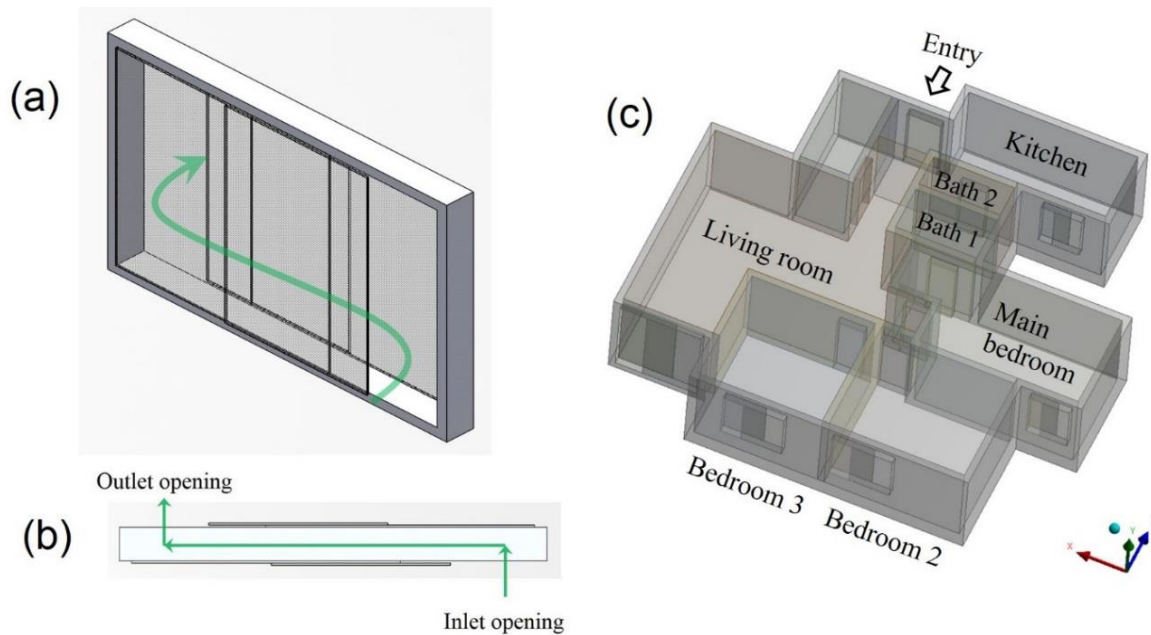 (a)
Outlet opening
(b)
Inlet opening
(c)
Entry
Kitchen
Bath 2
Bath 1
Living room
Main
bedroom
Bedroom 3
Bedroom 2
X
Y